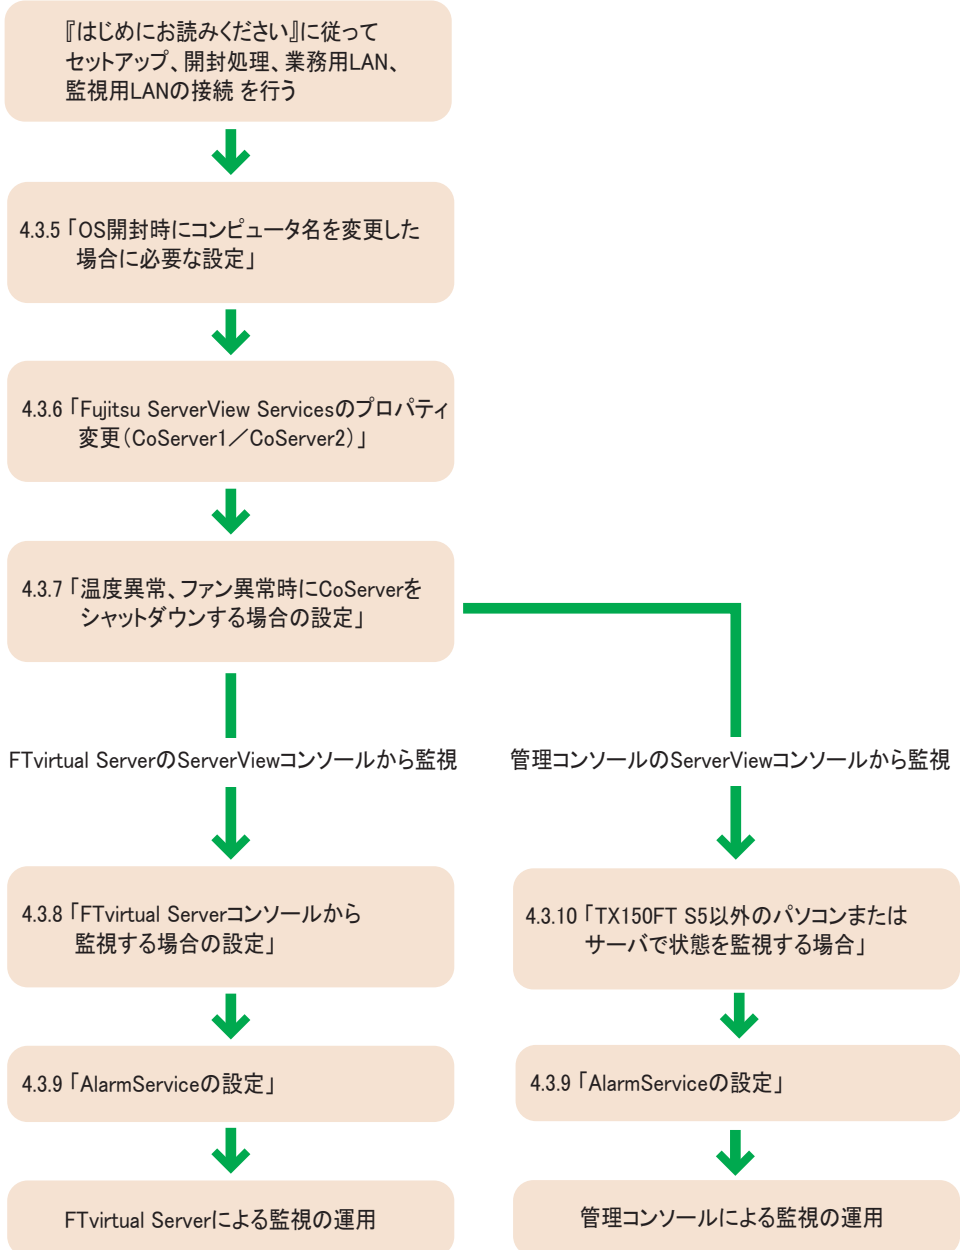 『はじめにお読みください』に従って
セットアップ、開封処理、業務用LAN、
監視用LANの接続 を行う
4.3.5「OS開封時にコンピュータ名を変更した
場合に必要な設定」
4.3.6「Fujitsu ServerView Servicesのプロパティ
変更（CoServer1／CoServer2）」
4.3.7「温度異常、ファン異常時にCoServerを
シャットダウンする場合の設定」
FTvirtual ServerのServerViewコンソールから監視
管理コンソールのServerViewコンソールから監視
4.3.8「FTvirtual Serverコンソールから
監視する場合の設定」
4.3.10「TX150FT S5以外のパソコンまたは
サーバで状態を監視する場合」
4.3.9「AlarmServiceの設定」
4.3.9「AlarmServiceの設定」
FTvirtual Serverによる監視の運用
管理コンソールによる監視の運用